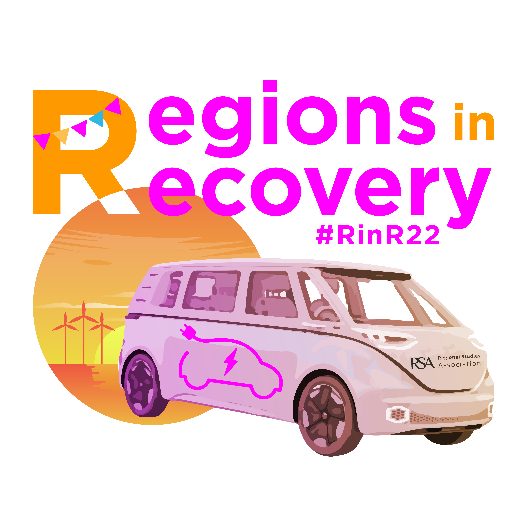 Regions in
Recovery
#RinR22
RSA Regional Studies
Association